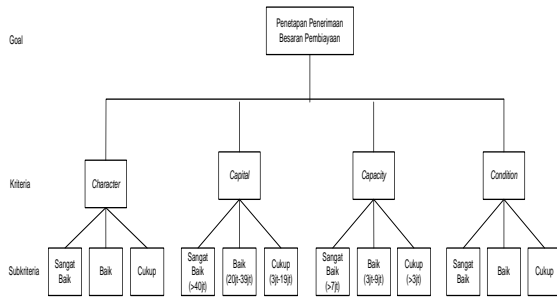 Goal
Penetapan Penerimaan
Besaran Pembiayaan
Kriteria
Character
Capital
Capacity
Condition
Subkriteria
Sangat
Baik
Baik
Cukup
Sangat
Baik
(>40jt)
Baik
(20jt-39jt)
Cukup
(3jt-19jt)
Sangat
Baik
(>7jt)
Baik
(3jt-9jt)
Cukup
(>3jt)
Sangat
Baik
Baik
Cukup